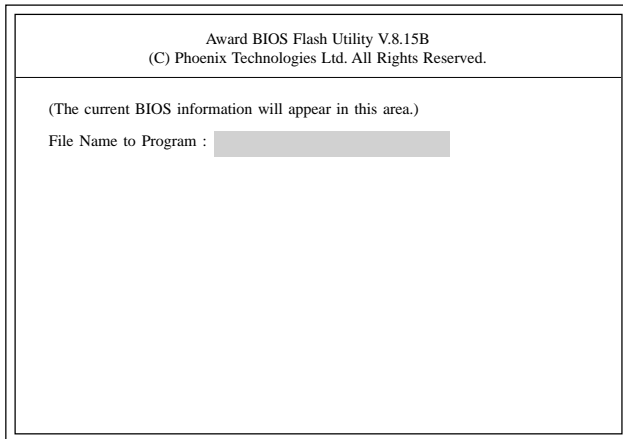 Award BIOS Flash Utility V.8.15B
(C) Phoenix Technologies Ltd. All Rights Reserved.
(The current BIOS information will appear in this area.)
File Name to Program :